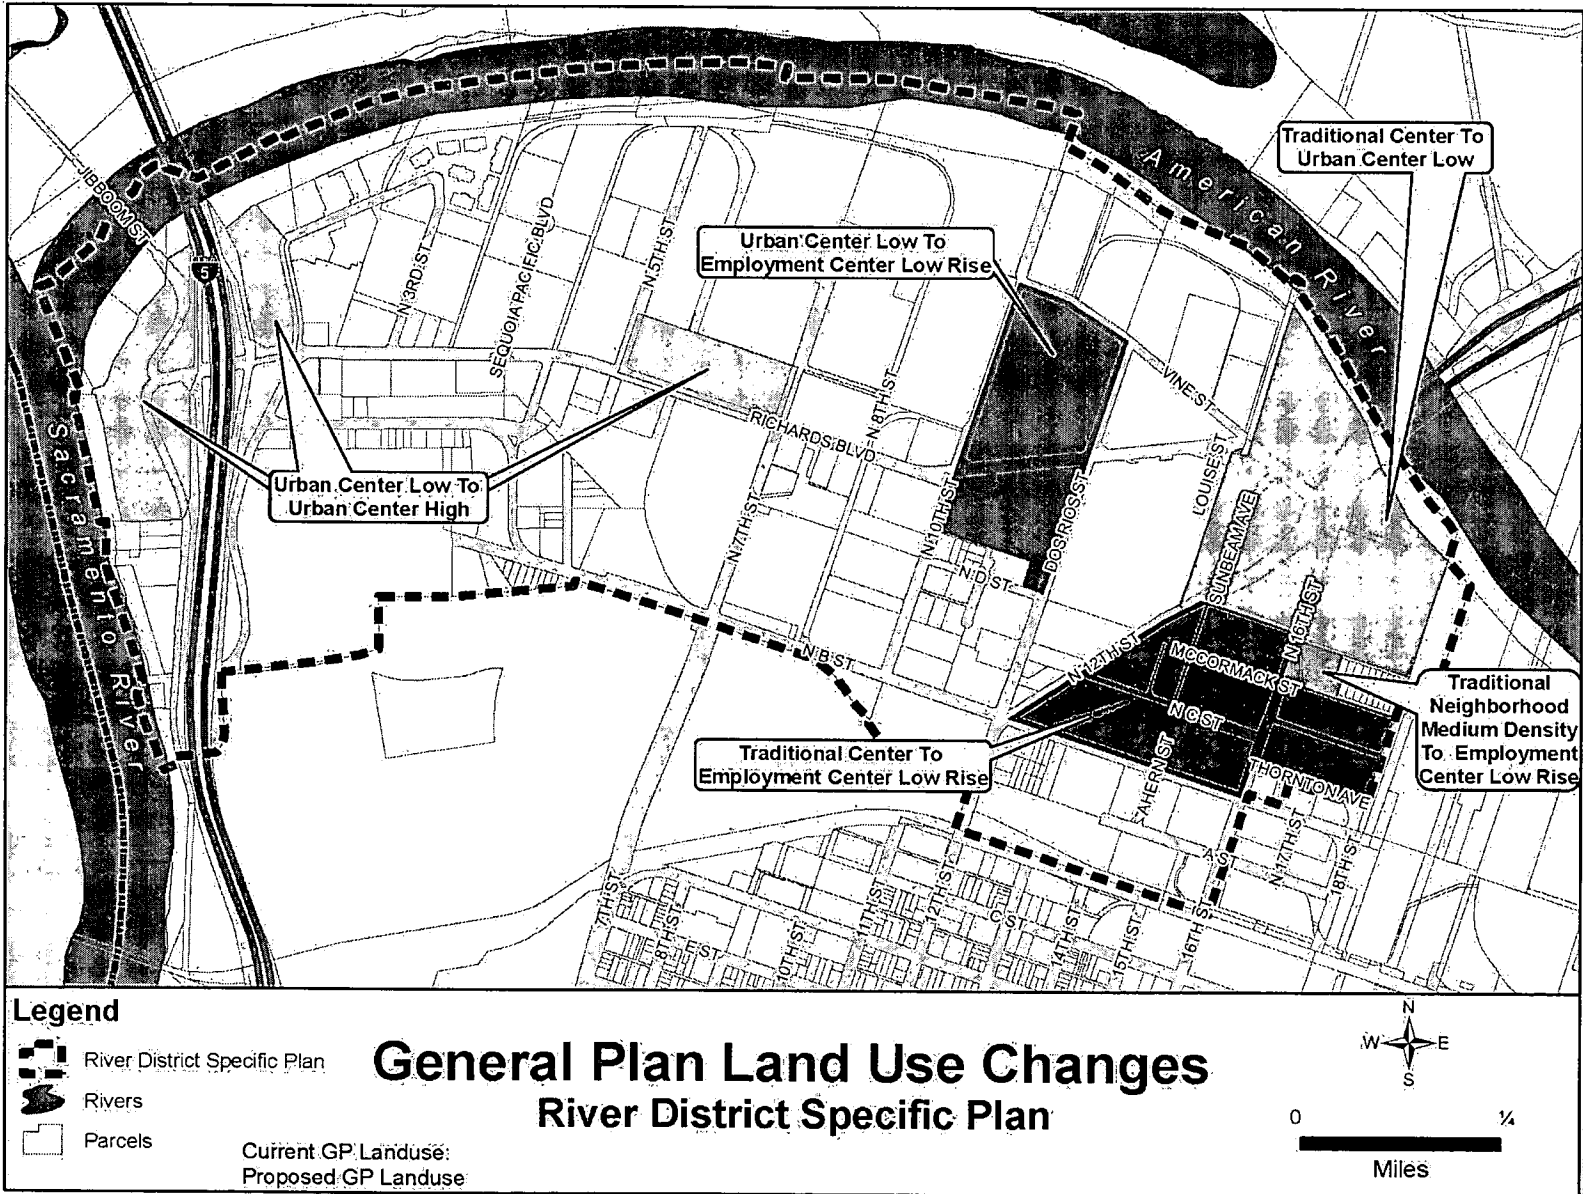 American River
Traditional Center To
Urban Center Low
JIBBOOM ST
5
N 3RD ST
SEQUOIA PACIFIC BLVD
N 5TH ST
Urban Center Low To
Employment Center Low Rise
VINE ST
N 8TH ST
RICHARDS BLVD
Sacramento River
Urban Center Low To
Urban Center High
N 7TH ST
N 10TH ST
DOS RIOS ST
LOUISE ST
SUNBEAM AVE
N D ST
N 16TH ST
N 12TH ST
N B ST
MCCORMACK ST
N C ST
Traditional
Neighborhood
Medium Density
To Employment
Center Low Rise
Traditional Center To
Employment Center Low Rise
AHERN ST
THORNTON AVE
A ST
N 17TH ST
18TH ST
7TH ST
8TH ST
E ST
10TH ST
11TH ST
12TH ST
C ST
14TH ST
15TH ST
16TH ST
Legend
River District Specific Plan
Rivers
Parcels
Current GP Landuse:
Proposed GP Landuse
General Plan Land Use Changes
River District Specific Plan
N
W E
S
0 ¼
Miles